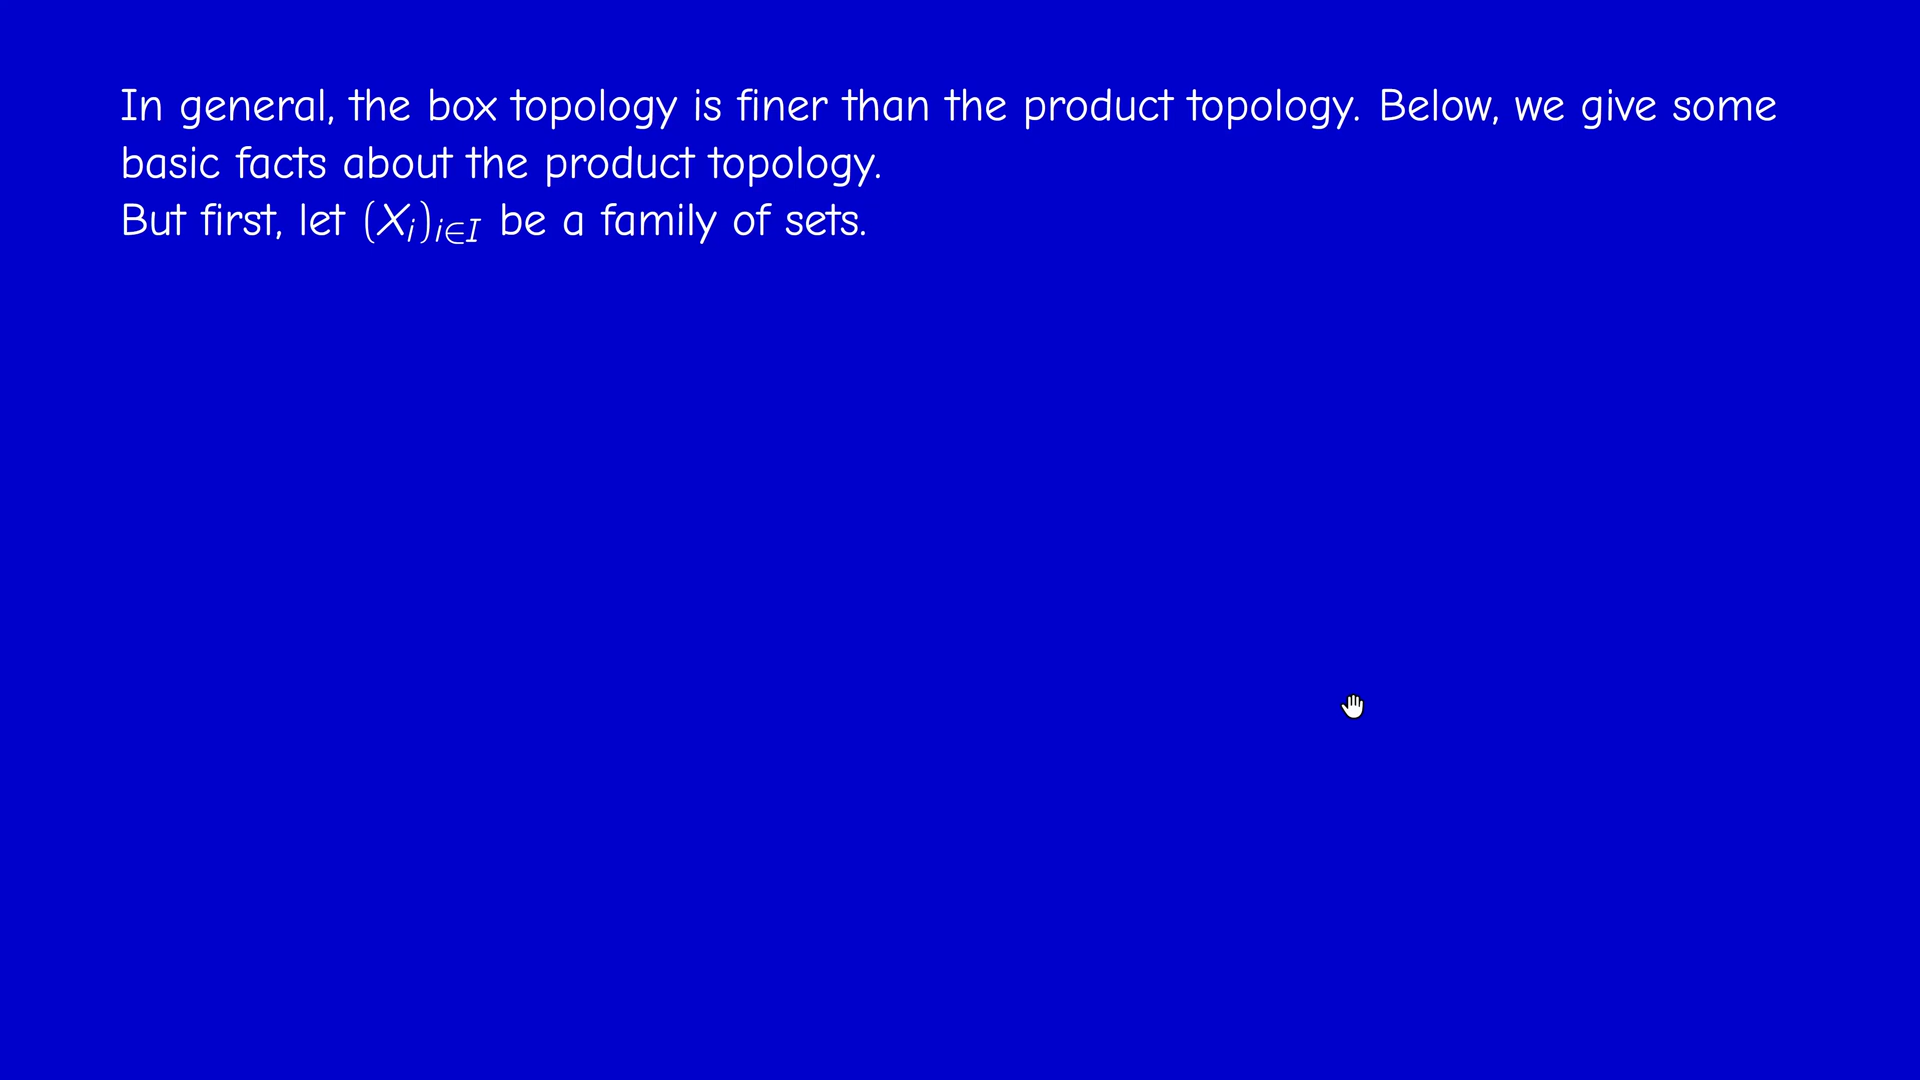 In general, the box topology is finer than the product topology. Below, we give some
basic facts about the product topology.
But first, let $(X_i)_{i \in I}$ be a family of sets.